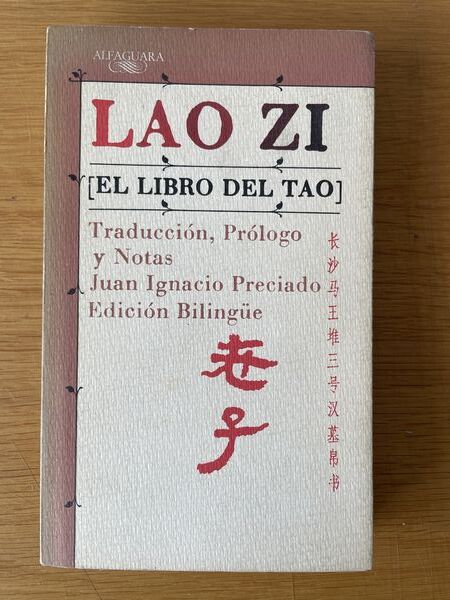 ALFAGUARA
LAO ZI
[EL LIBRO DEL TAO]
Traducción, Prólogo
y Notas
Juan Ignacio Preciado
Edición Bilingüe
老子
长沙马王堆三号汉墓帛书